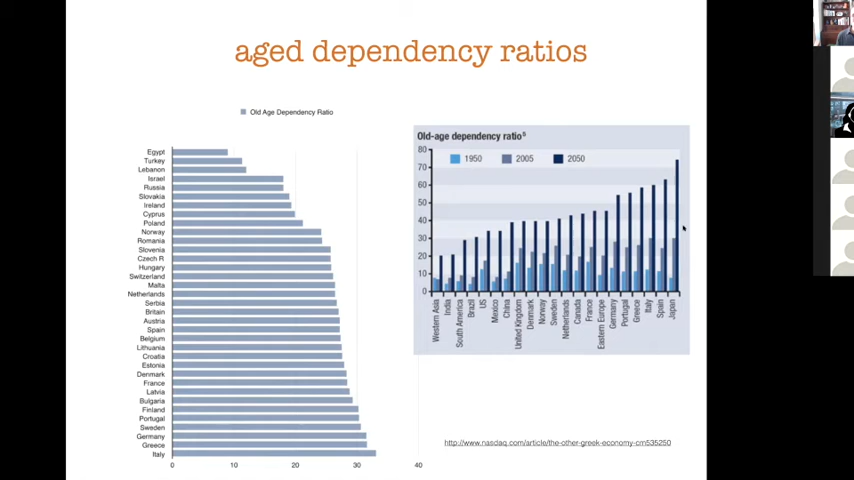 aged dependency ratios
Old Age Dependency Ratio
Egypt
Turkey
Lebanon
Israel
Russia
Slovakia
Ireland
Cyprus
Poland
Norway
Romania
Slovenia
Czech R
Hungary
Switzerland
Malta
Netherlands
Serbia
Britain
Austria
Spain
Belgium
Lithuania
Croatia
Estonia
Denmark
France
Latvia
Bulgaria
Finland
Portugal
Sweden
Germany
Greece
Italy
0 10 20 30 40
Old-age dependency ratio⁵
1950 2005 2050
80
70
60
50
40
30
20
10
0
Western Asia
India
South America
Brazil
US
Mexico
China
United Kingdom
Denmark
Norway
Sweden
Netherlands
Canada
France
Eastern Europe
Germany
Portugal
Greece
Italy
Spain
Japan
http://www.nasdaq.com/article/the-other-greek-economy-cm535250